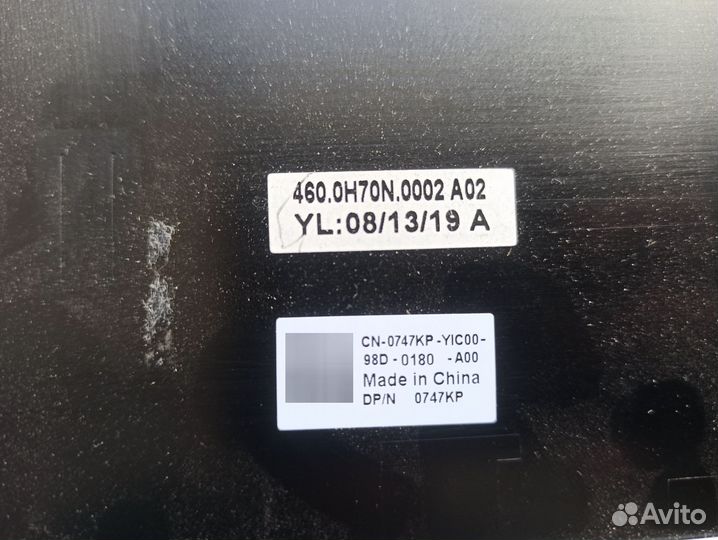 460.0H70N.0002 A02
YL:08/13/19 A
CN-0747KP-YIC00-
98D-0180 -A00
Made in China
DP/N 0747KP
Avito